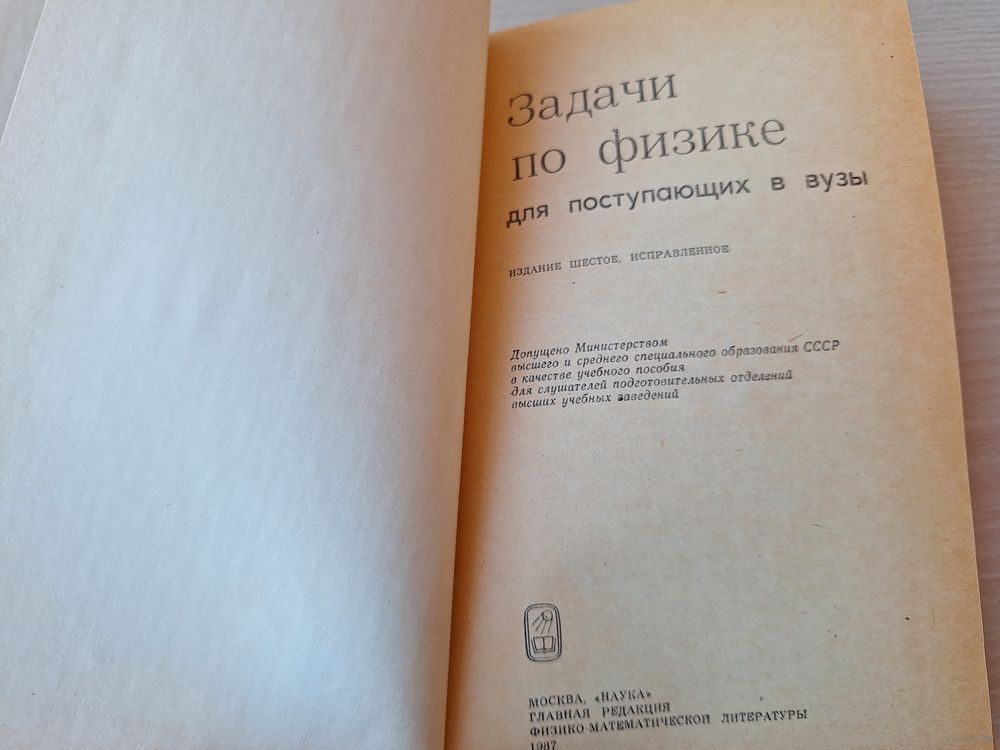 Задачи
по физике
для поступающих в вузы
ИЗДАНИЕ ШЕСТОЕ, ИСПРАВЛЕННОЕ
Допущено Министерством
высшего и среднего специального образования СССР
в качестве учебного пособия
для слушателей подготовительных отделений
высших учебных заведений
МОСКВА, «НАУКА»
ГЛАВНАЯ РЕДАКЦИЯ
ФИЗИКО-МАТЕМАТИЧЕСКОЙ ЛИТЕРАТУРЫ
1987